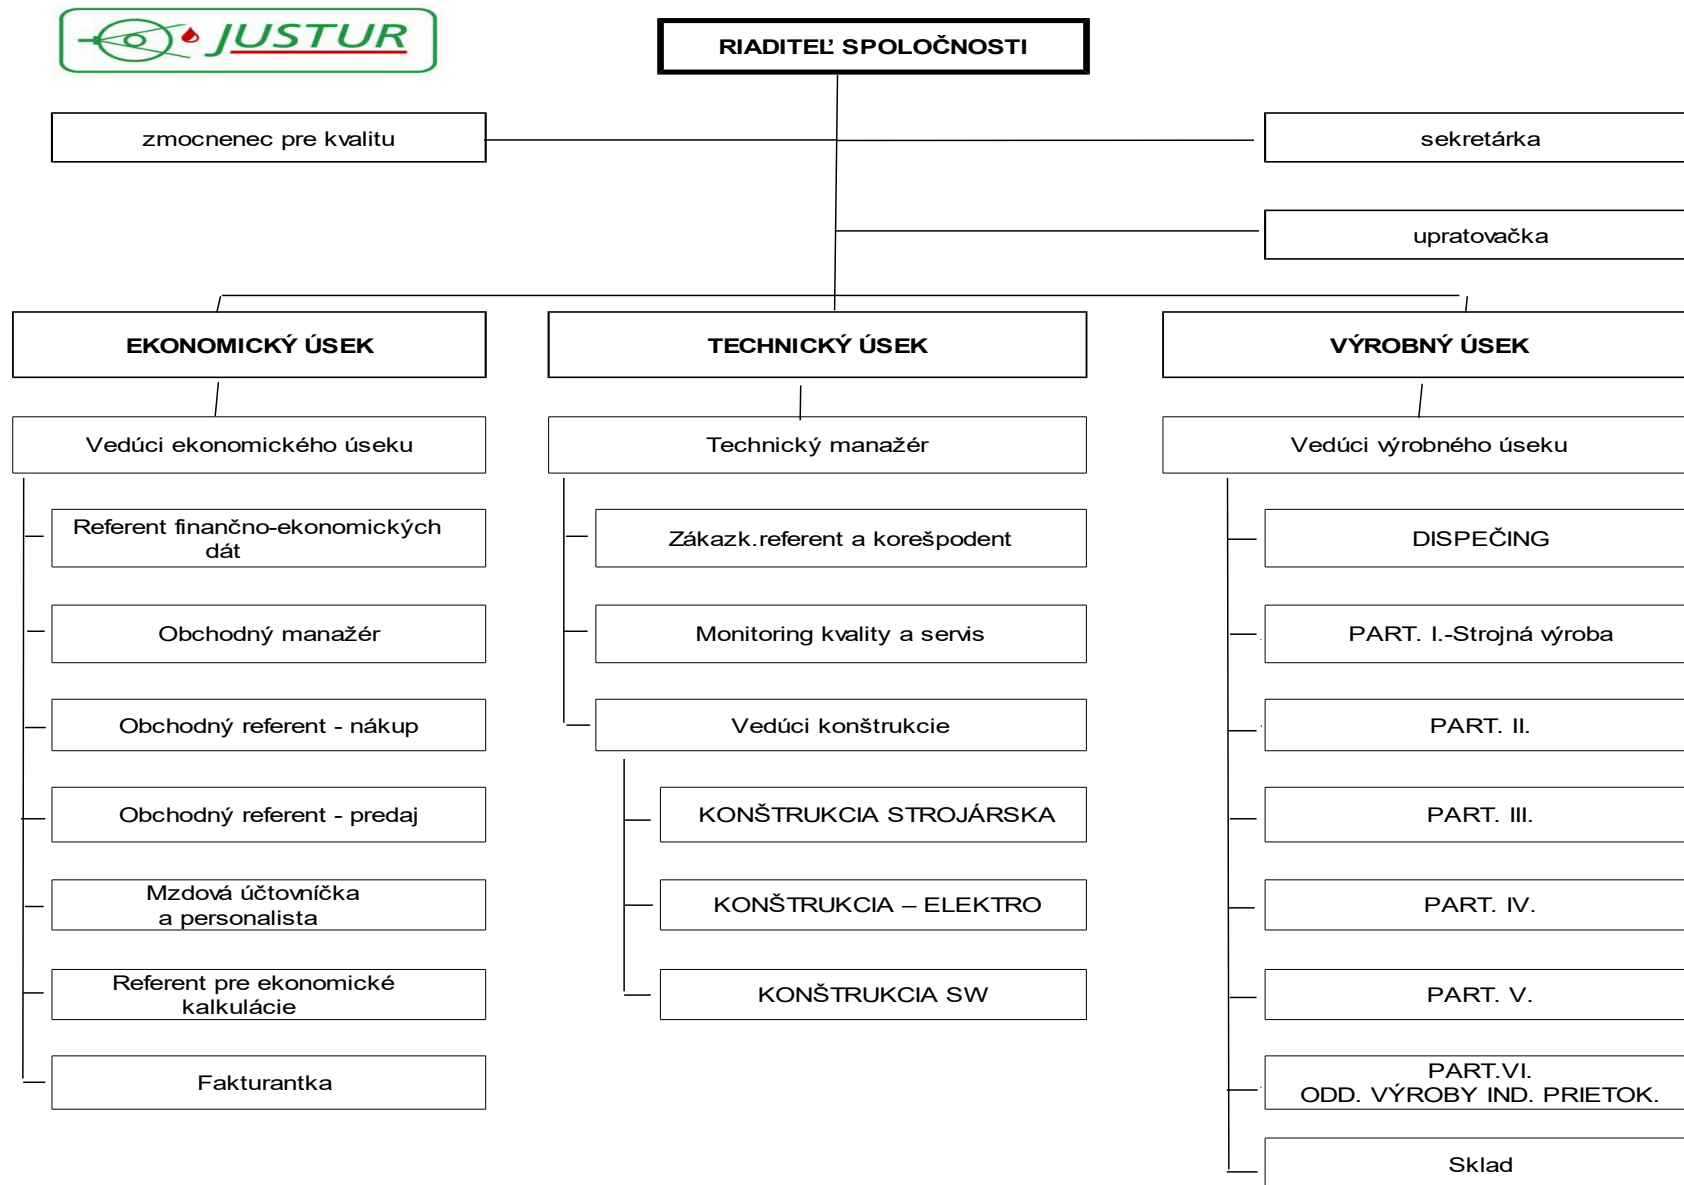 JUSTUR
RIADITEĽ SPOLOČNOSTI
zmocnenec pre kvalitu
sekretárka
upratovačka
EKONOMICKÝ ÚSEK
TECHNICKÝ ÚSEK
VÝROBNÝ ÚSEK
Vedúci ekonomického úseku
Technický manažér
Vedúci výrobného úseku
Referent finančno-ekonomických
dát
Zákazk.referent a korešpodent
DISPEČING
Obchodný manažér
Monitoring kvality a servis
PART. I.-Strojná výroba
Obchodný referent - nákup
Vedúci konštrukcie
PART. II.
Obchodný referent - predaj
KONŠTRUKCIA STROJÁRSKA
PART. III.
Mzdová účtovníčka
a personalista
KONŠTRUKCIA – ELEKTRO
PART. IV.
Referent pre ekonomické
kalkulácie
KONŠTRUKCIA SW
PART. V.
Fakturantka
PART.VI.
ODD. VÝROBY IND. PRIETOK.
Sklad